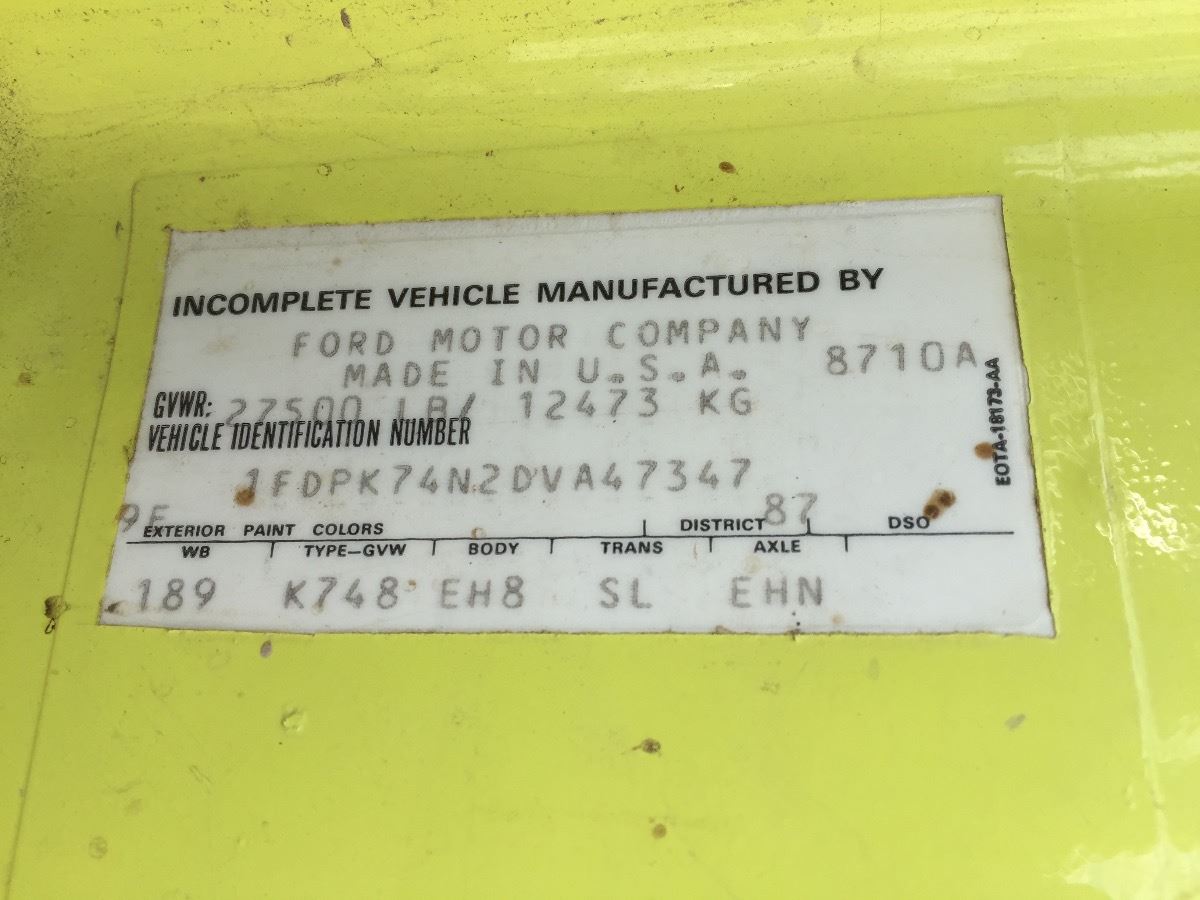 INCOMPLETE VEHICLE MANUFACTURED BY
FORD MOTOR COMPANY
MADE IN U.S.A. 8710A
GVWR: 27500 LB/ 12473 KG
VEHICLE IDENTIFICATION NUMBER
1FDPK74N2DVA47347
9E 87
EXTERIOR PAINT COLORS DISTRICT DSO
WB TYPE-GVW BODY TRANS AXLE
189 K748 EH8 SL EHN
EOTA-18173-AA